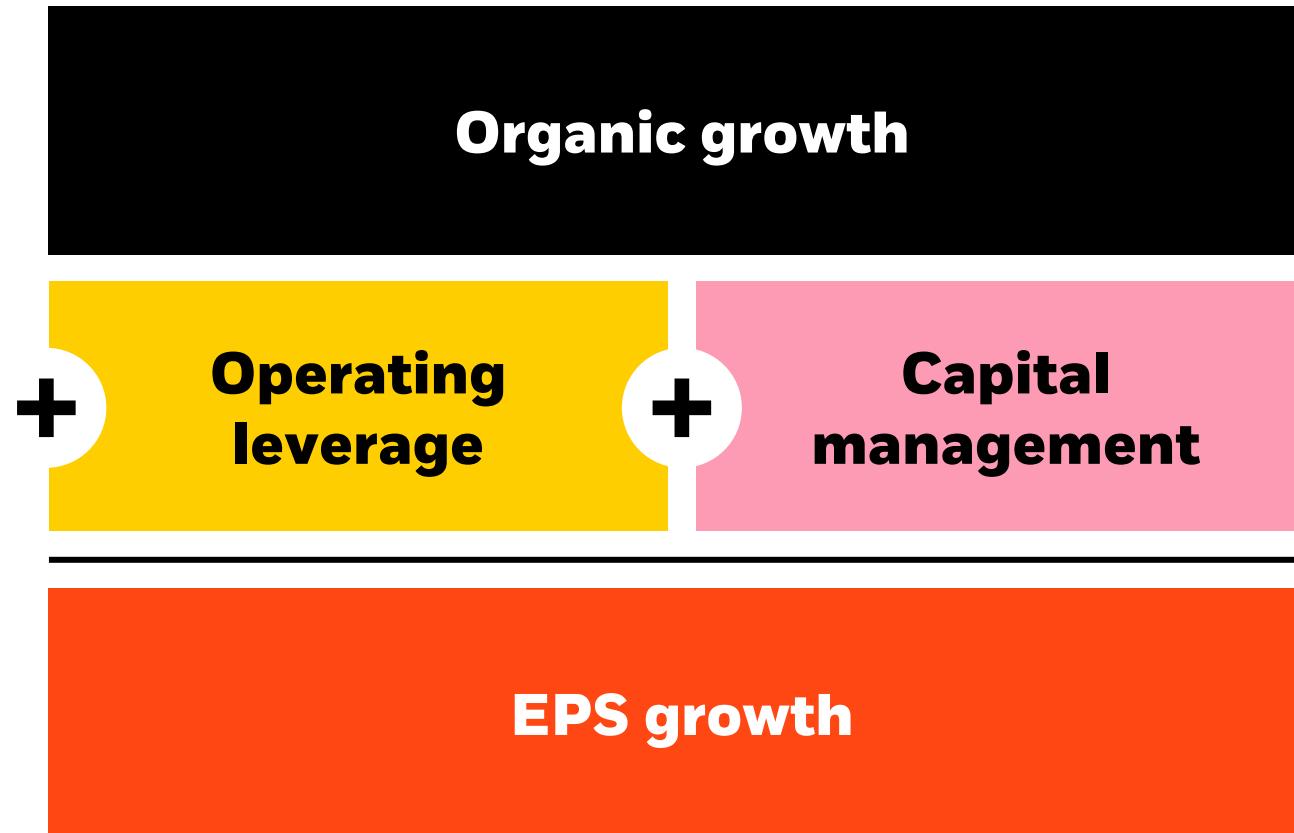 Organic growth
+
Operating
leverage
+
Capital
management
EPS growth